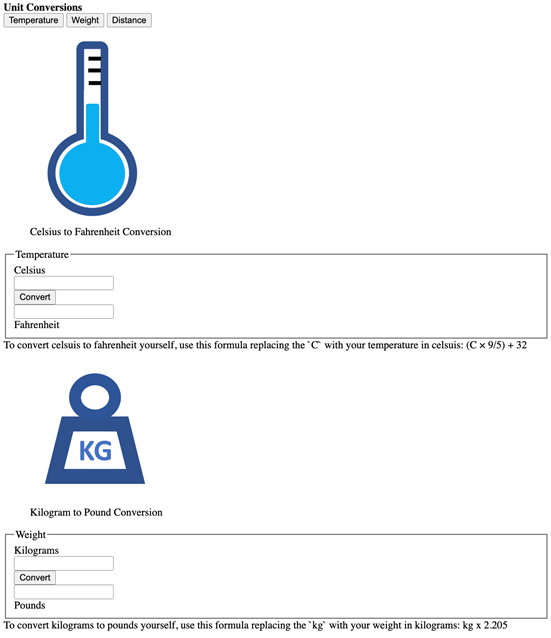 Unit Conversions
Temperature Weight Distance
Celsius to Fahrenheit Conversion
Temperature
Celsius
Convert
Fahrenheit
To convert celsuis to fahrenheit yourself, use this formula replacing the `C` with your temperature in celsuis: (C × 9/5) + 32
KG
Kilogram to Pound Conversion
Weight
Kilograms
Convert
Pounds
To convert kilograms to pounds yourself, use this formula replacing the `kg` with your weight in kilograms: kg x 2.205